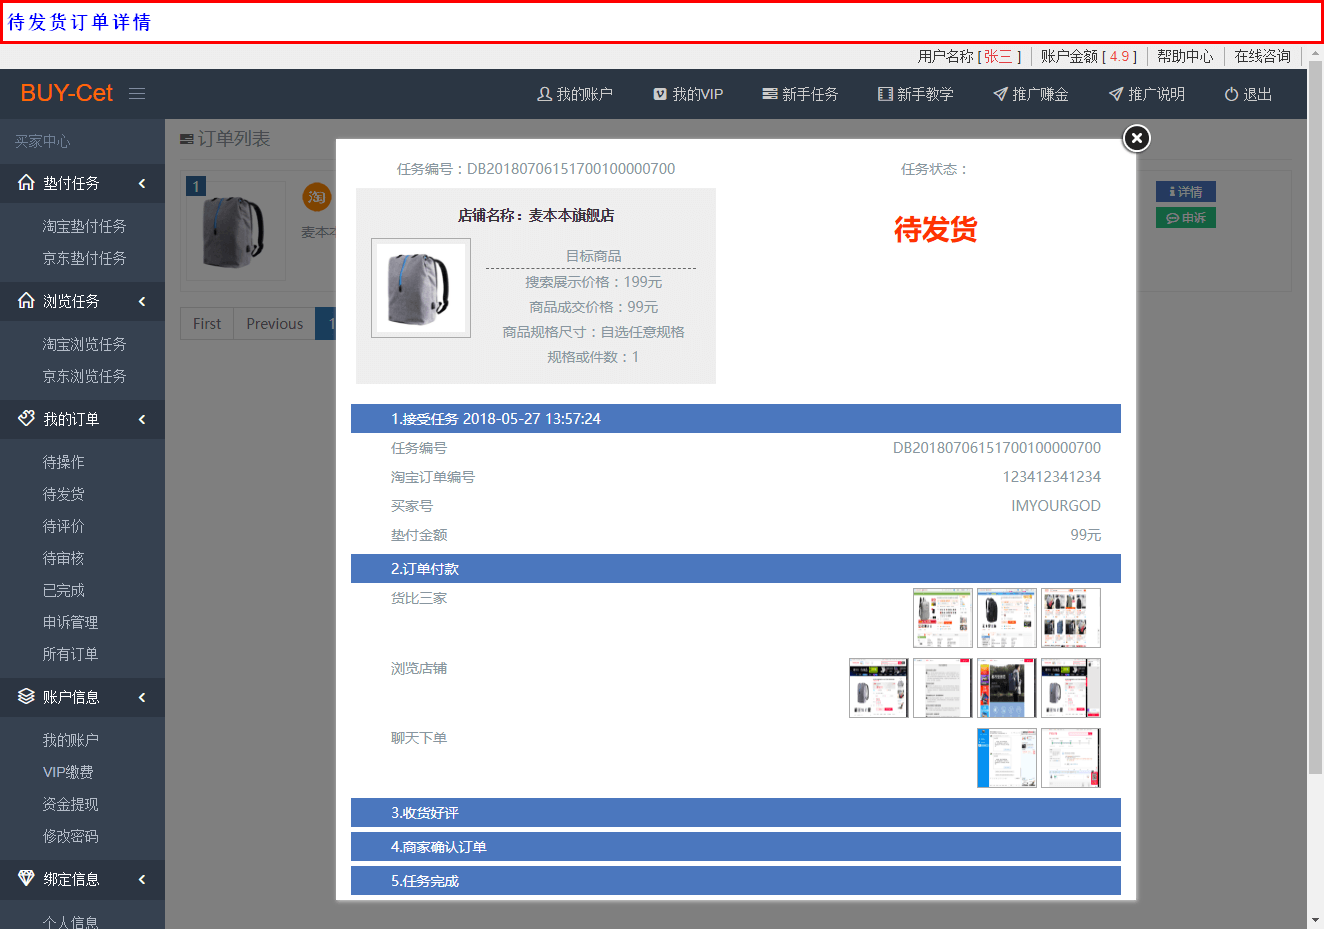 待发货订单详情
用户名称 [ 张三 ] 账户金额 [ 4.9 ] 帮助中心 在线咨询
BUY-Cet 我的账户 我的VIP 新手任务 新手教学 推广赚金 推广说明 退出
买家中心
垫付任务
淘宝垫付任务
京东垫付任务
浏览任务
淘宝浏览任务
京东浏览任务
我的订单
待操作
待发货
待评价
待审核
已完成
申诉管理
所有订单
账户信息
我的账户
VIP缴费
资金提现
修改密码
绑定信息
个人信息
订单列表
1
淘
麦本本
详情
申诉
First Previous 1
任务编号：DB20180706151700100000700
任务状态：
待发货
店铺名称：麦本本旗舰店
目标商品
搜索展示价格：199元
商品成交价格：99元
商品规格尺寸：自选任意规格
规格或件数：1
1.接受任务 2018-05-27 13:57:24
任务编号 DB20180706151700100000700
淘宝订单编号 123412341234
买家号 IMYOURGOD
垫付金额 99元
2.订单付款
货比三家
浏览店铺
聊天下单
3.收货好评
4.商家确认订单
5.任务完成